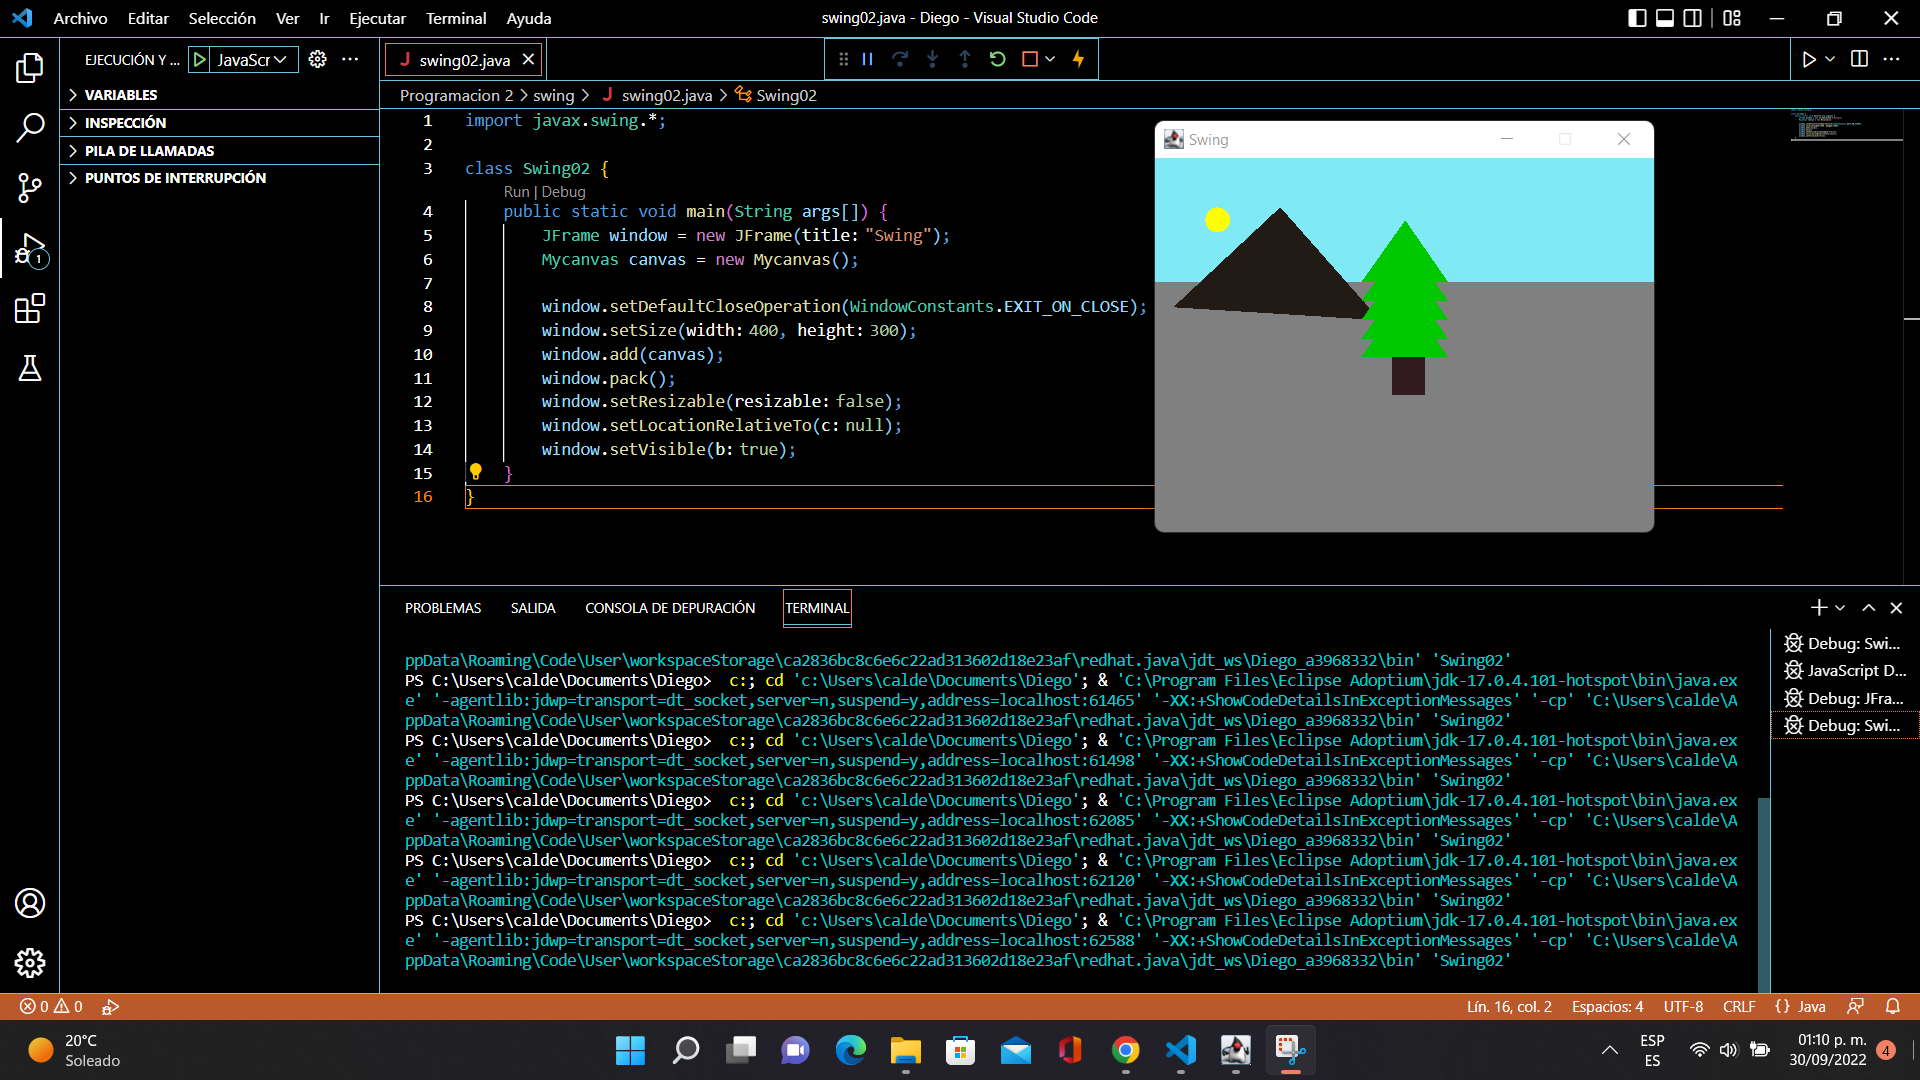 Archivo Editar Selección Ver Ir Ejecutar Terminal Ayuda
swing02.java - Diego - Visual Studio Code
EJECUCIÓN Y ... JavaScr
swing02.java
VARIABLES
INSPECCIÓN
PILA DE LLAMADAS
PUNTOS DE INTERRUPCIÓN
1
Programacion 2 > swing > swing02.java > Swing02
1 import javax.swing.*;
2
3 class Swing02 {
Run | Debug
4 public static void main(String args[]) {
5 JFrame window = new JFrame(title: "Swing");
6 Mycanvas canvas = new Mycanvas();
7
8 window.setDefaultCloseOperation(WindowConstants.EXIT_ON_CLOSE);
9 window.setSize(width: 400, height: 300);
10 window.add(canvas);
11 window.pack();
12 window.setResizable(resizable: false);
13 window.setLocationRelativeTo(c: null);
14 window.setVisible(b: true);
15 }
16 }
Swing
PROBLEMAS SALIDA CONSOLA DE DEPURACIÓN TERMINAL
ppData\Roaming\Code\User\workspaceStorage\ca2836bc8c6e6c22ad313602d18e23af\redhat.java\jdt_ws\Diego_a3968332\bin' 'Swing02'
PS C:\Users\calde\Documents\Diego> c:; cd 'c:\Users\calde\Documents\Diego'; & 'C:\Program Files\Eclipse Adoptium\jdk-17.0.4.101-hotspot\bin\java.ex
e' '-agentlib:jdwp=transport=dt_socket,server=n,suspend=y,address=localhost:61465' '-XX:+ShowCodeDetailsInExceptionMessages' '-cp' 'C:\Users\calde\A
ppData\Roaming\Code\User\workspaceStorage\ca2836bc8c6e6c22ad313602d18e23af\redhat.java\jdt_ws\Diego_a3968332\bin' 'Swing02'
PS C:\Users\calde\Documents\Diego> c:; cd 'c:\Users\calde\Documents\Diego'; & 'C:\Program Files\Eclipse Adoptium\jdk-17.0.4.101-hotspot\bin\java.ex
e' '-agentlib:jdwp=transport=dt_socket,server=n,suspend=y,address=localhost:61498' '-XX:+ShowCodeDetailsInExceptionMessages' '-cp' 'C:\Users\calde\A
ppData\Roaming\Code\User\workspaceStorage\ca2836bc8c6e6c22ad313602d18e23af\redhat.java\jdt_ws\Diego_a3968332\bin' 'Swing02'
PS C:\Users\calde\Documents\Diego> c:; cd 'c:\Users\calde\Documents\Diego'; & 'C:\Program Files\Eclipse Adoptium\jdk-17.0.4.101-hotspot\bin\java.ex
e' '-agentlib:jdwp=transport=dt_socket,server=n,suspend=y,address=localhost:62085' '-XX:+ShowCodeDetailsInExceptionMessages' '-cp' 'C:\Users\calde\A
ppData\Roaming\Code\User\workspaceStorage\ca2836bc8c6e6c22ad313602d18e23af\redhat.java\jdt_ws\Diego_a3968332\bin' 'Swing02'
PS C:\Users\calde\Documents\Diego> c:; cd 'c:\Users\calde\Documents\Diego'; & 'C:\Program Files\Eclipse Adoptium\jdk-17.0.4.101-hotspot\bin\java.ex
e' '-agentlib:jdwp=transport=dt_socket,server=n,suspend=y,address=localhost:62120' '-XX:+ShowCodeDetailsInExceptionMessages' '-cp' 'C:\Users\calde\A
ppData\Roaming\Code\User\workspaceStorage\ca2836bc8c6e6c22ad313602d18e23af\redhat.java\jdt_ws\Diego_a3968332\bin' 'Swing02'
PS C:\Users\calde\Documents\Diego> c:; cd 'c:\Users\calde\Documents\Diego'; & 'C:\Program Files\Eclipse Adoptium\jdk-17.0.4.101-hotspot\bin\java.ex
e' '-agentlib:jdwp=transport=dt_socket,server=n,suspend=y,address=localhost:62588' '-XX:+ShowCodeDetailsInExceptionMessages' '-cp' 'C:\Users\calde\A
ppData\Roaming\Code\User\workspaceStorage\ca2836bc8c6e6c22ad313602d18e23af\redhat.java\jdt_ws\Diego_a3968332\bin' 'Swing02'
Debug: Swi...
JavaScript D...
Debug: JFra...
Debug: Swi...
0 0
Lín. 16, col. 2 Espacios: 4 UTF-8 CRLF {} Java
20°C
Soleado
ESP
ES
01:10 p. m.
30/09/2022
4